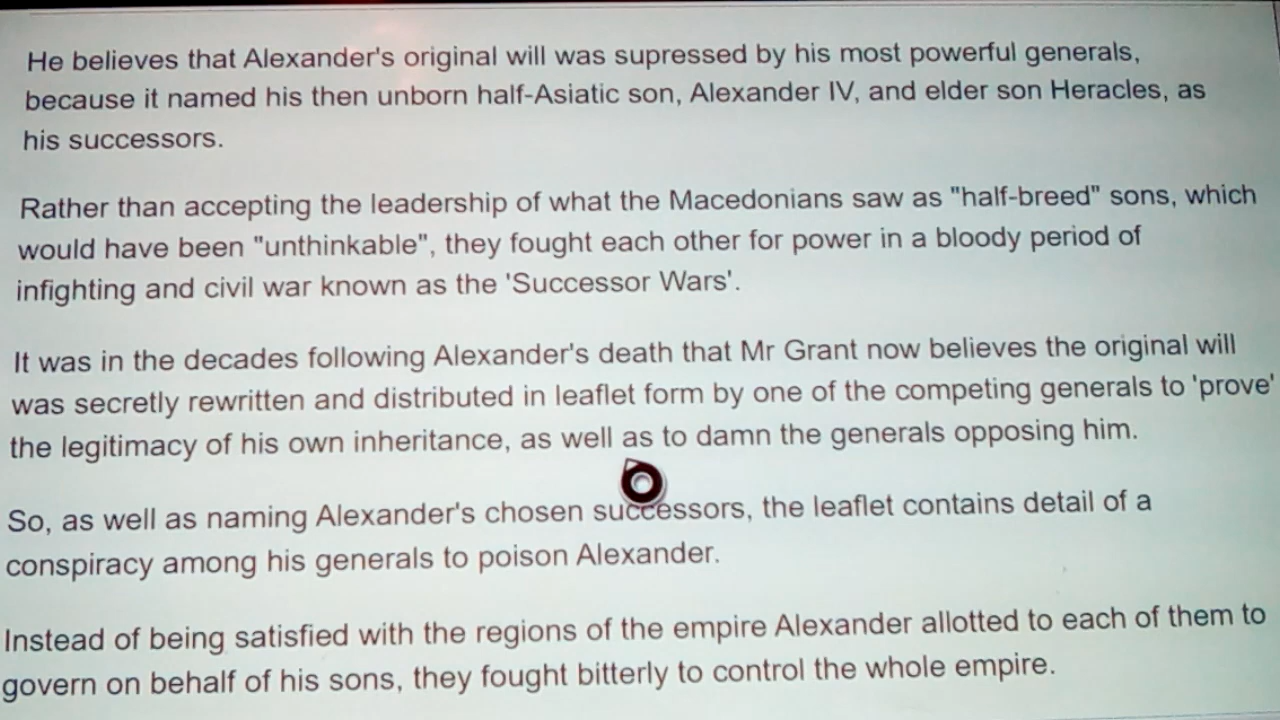 He believes that Alexander's original will was supressed by his most powerful generals,
because it named his then unborn half-Asiatic son, Alexander IV, and elder son Heracles, as
his successors.
Rather than accepting the leadership of what the Macedonians saw as "half-breed" sons, which
would have been "unthinkable", they fought each other for power in a bloody period of
infighting and civil war known as the 'Successor Wars'.
It was in the decades following Alexander's death that Mr Grant now believes the original will
was secretly rewritten and distributed in leaflet form by one of the competing generals to 'prove'
the legitimacy of his own inheritance, as well as to damn the generals opposing him.
So, as well as naming Alexander's chosen successors, the leaflet contains detail of a
conspiracy among his generals to poison Alexander.
Instead of being satisfied with the regions of the empire Alexander allotted to each of them to
govern on behalf of his sons, they fought bitterly to control the whole empire.